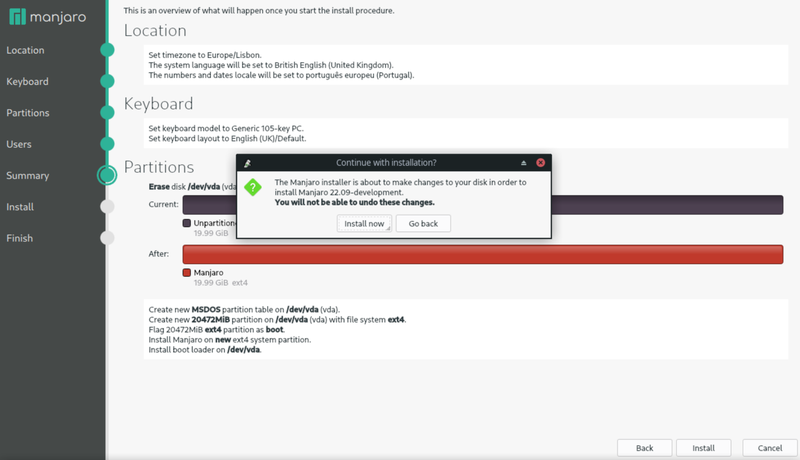 manjaro
Location
Keyboard
Partitions
Users
Summary
Install
Finish
This is an overview of what will happen once you start the install procedure.
Location
Set timezone to Europe/Lisbon.
The system language will be set to British English (United Kingdom).
The numbers and dates locale will be set to português europeu (Portugal).
Keyboard
Set keyboard model to Generic 105-key PC.
Set keyboard layout to English (UK)/Default.
Partitions
Erase disk /dev/vda (vda
Current:
Unpartition
19.99 GiB
After:
Manjaro
19.99 GiB ext4
Continue with installation?
The Manjaro installer is about to make changes to your disk in order to
install Manjaro 22.09-development.
You will not be able to undo these changes.
Install now
Go back
Create new MSDOS partition table on /dev/vda (vda).
Create new 20472MiB partition on /dev/vda (vda) with file system ext4.
Flag 20472MiB ext4 partition as boot.
Install Manjaro on new ext4 system partition.
Install boot loader on /dev/vda.
Back
Install
Cancel